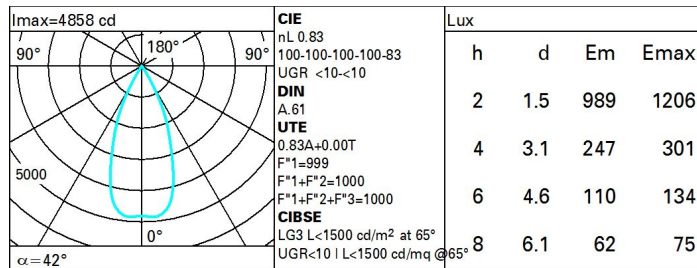 Imax=4858 cd
90°
180°
90°
5000
0°
α=42°
CIE
nL 0.83
100-100-100-100-83
UGR <10-<10
DIN
A.61
UTE
0.83A+0.00T
F"1=999
F"1+F"2=1000
F"1+F"2+F"3=1000
CIBSE
LG3 L<1500 cd/m² at 65°
UGR<10 | L<1500 cd/mq @65°
Lux
h d Em Emax
2 1.5 989 1206
4 3.1 247 301
6 4.6 110 134
8 6.1 62 75